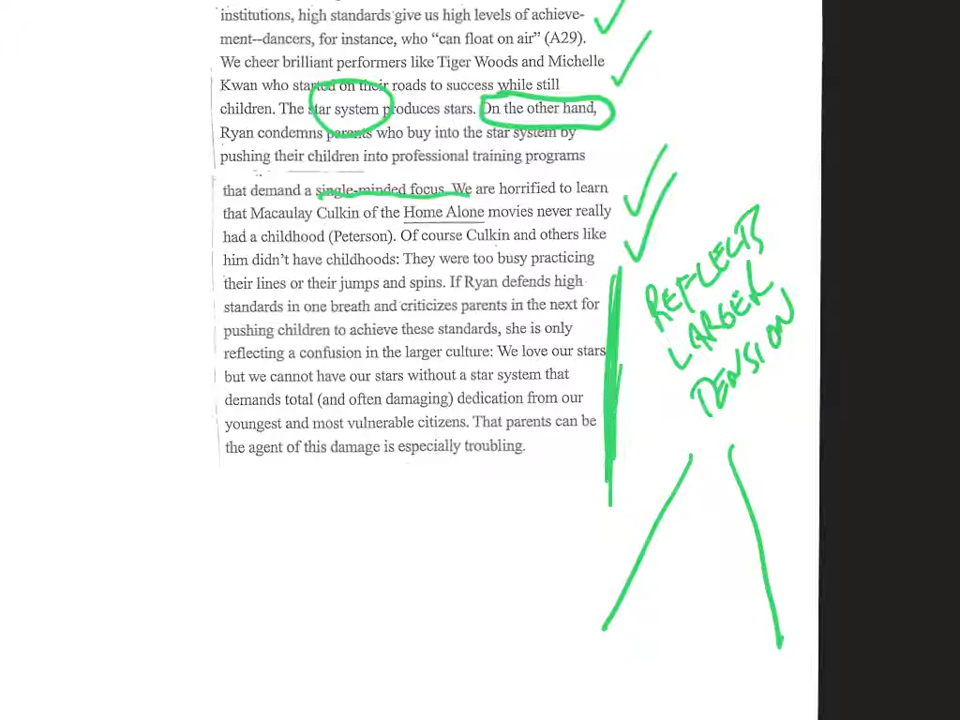 institutions, high standards give us high levels of achieve-
ment--dancers, for instance, who “can float on air” (A29).
We cheer brilliant performers like Tiger Woods and Michelle
Kwan who started on their roads to success while still
children. The star system produces stars. On the other hand,
Ryan condemns parents who buy into the star system by
pushing their children into professional training programs
that demand a single-minded focus. We are horrified to learn
that Macaulay Culkin of the Home Alone movies never really
had a childhood (Peterson). Of course Culkin and others like
him didn’t have childhoods: They were too busy practicing
their lines or their jumps and spins. If Ryan defends high
standards in one breath and criticizes parents in the next for
pushing children to achieve these standards, she is only
reflecting a confusion in the larger culture: We love our stars
but we cannot have our stars without a star system that
demands total (and often damaging) dedication from our
youngest and most vulnerable citizens. That parents can be
the agent of this damage is especially troubling.
REFLECTS
LARGER
TENSION